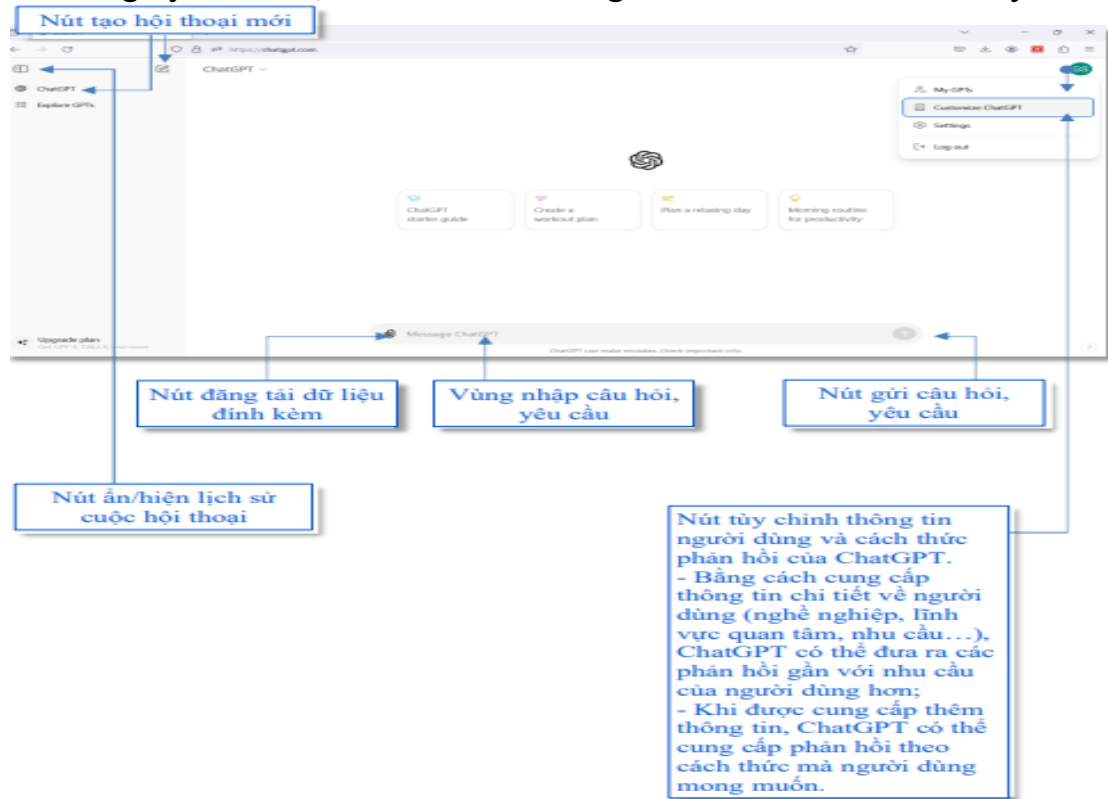 Nút tạo hội thoại mới
https://chatgpt.com
ChatGPT
ChatGPT
Explore GPTs
My GPTs
Customize ChatGPT
Settings
Log out
ChatGPT
starter guide
Create a
workout plan
Plan a relaxing day
Morning routine
for productivity
Message ChatGPT
Upgrade plan
ChatGPT can make mistakes. Check important info.
Nút đăng tải dữ liệu
đính kèm
Vùng nhập câu hỏi,
yêu cầu
Nút gửi câu hỏi,
yêu cầu
Nút ẩn/hiện lịch sử
cuộc hội thoại
Nút tùy chỉnh thông tin
người dùng và cách thức
phản hồi của ChatGPT.
- Bằng cách cung cấp
thông tin chi tiết về người
dùng (nghề nghiệp, lĩnh
vực quan tâm, nhu cầu…),
ChatGPT có thể đưa ra các
phản hồi gần với nhu cầu
của người dùng hơn;
- Khi được cung cấp thêm
thông tin, ChatGPT có thể
cung cấp phản hồi theo
cách thức mà người dùng
mong muốn.